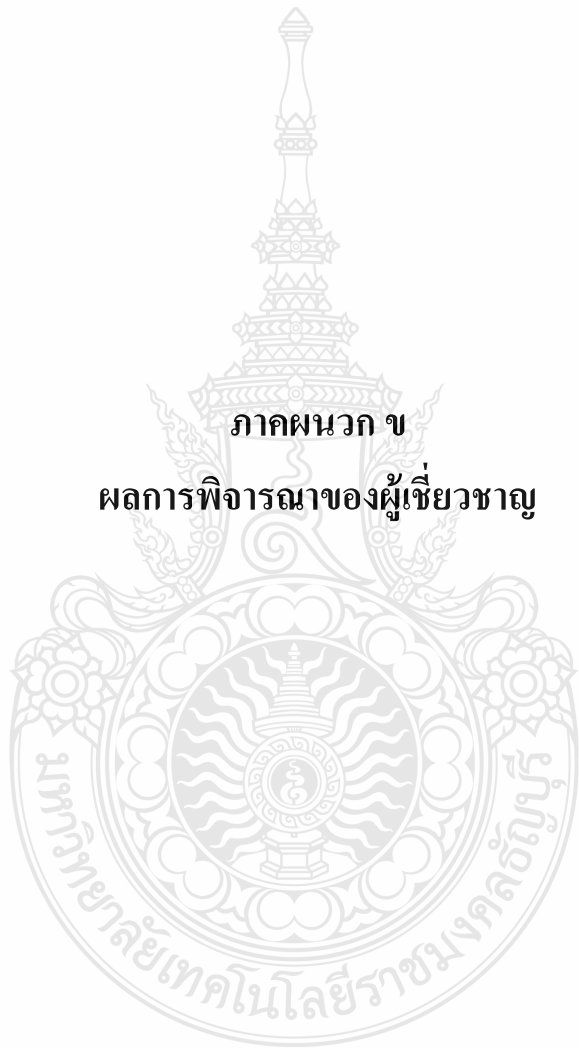 ภาคผนวก ข
ผลการพิจารณาของผู้เชี่ยวชาญ
มหาวิทยาลัยเทคโนโลยีราชมงคลธัญบุรี